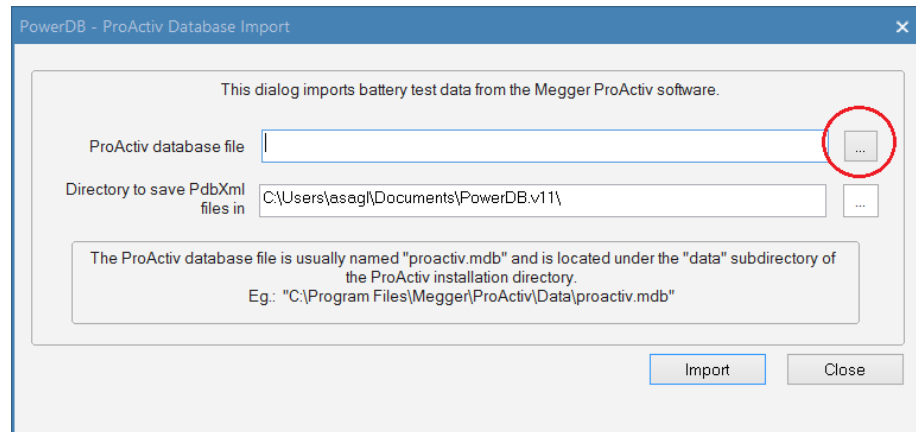 PowerDB - ProActiv Database Import
This dialog imports battery test data from the Megger ProActiv software.
ProActiv database file
...
Directory to save PdbXml
files in
C:\Users\asagl\Documents\PowerDB.v11\
...
The ProActiv database file is usually named "proactiv.mdb" and is located under the "data" subdirectory of
the ProActiv installation directory.
Eg.: "C:\Program Files\Megger\ProActiv\Data\proactiv.mdb"
Import
Close